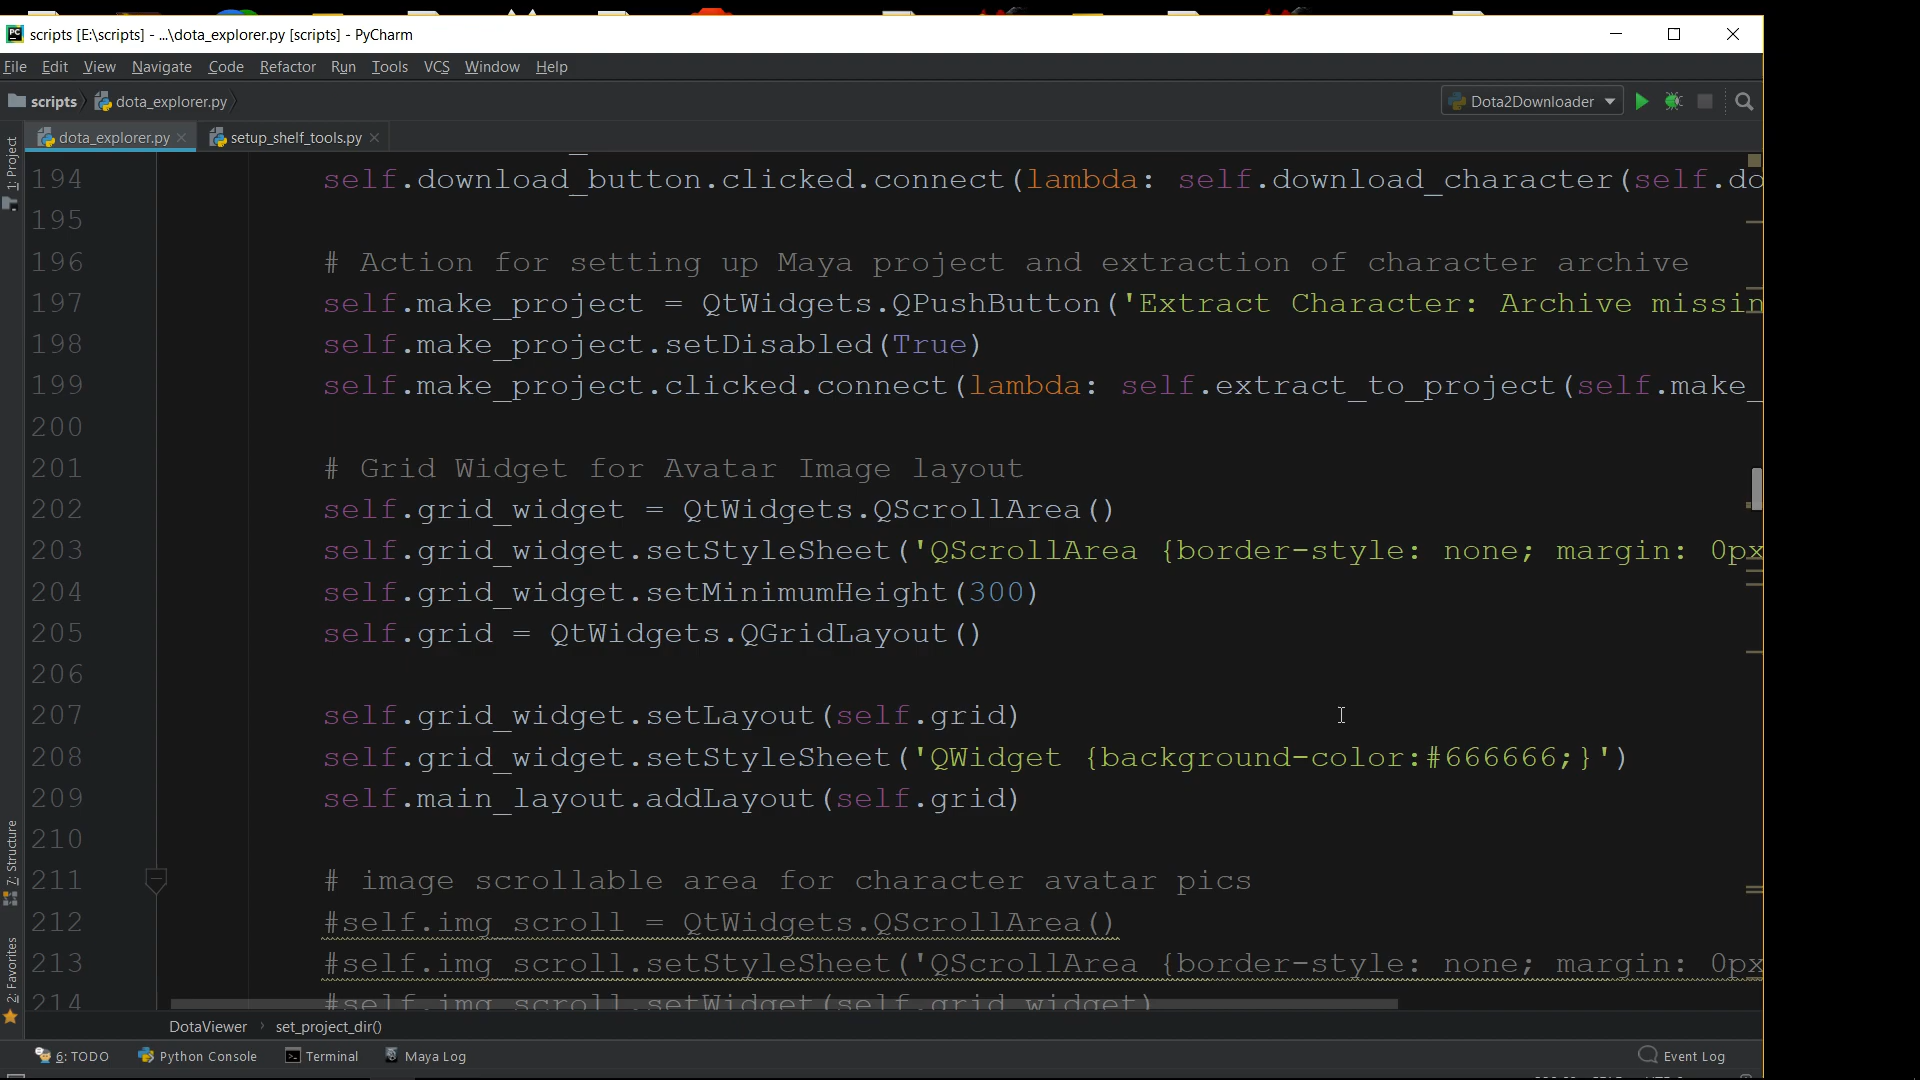 scripts [E:\scripts] - ...\dota_explorer.py [scripts] - PyCharm
File Edit View Navigate Code Refactor Run Tools VCS Window Help
scripts dota_explorer.py Dota2Downloader
dota_explorer.py setup_shelf_tools.py
1: Project
194 self.download_button.clicked.connect(lambda: self.download_character(self.do
195
196 # Action for setting up Maya project and extraction of character archive
197 self.make_project = QtWidgets.QPushButton('Extract Character: Archive missin
198 self.make_project.setDisabled(True)
199 self.make_project.clicked.connect(lambda: self.extract_to_project(self.make_
200
201 # Grid Widget for Avatar Image layout
202 self.grid_widget = QtWidgets.QScrollArea()
203 self.grid_widget.setStyleSheet('QScrollArea {border-style: none; margin: 0px
204 self.grid_widget.setMinimumHeight(300)
205 self.grid = QtWidgets.QGridLayout()
206
207 self.grid_widget.setLayout(self.grid)
208 self.grid_widget.setStyleSheet('QWidget {background-color:#666666;}')
209 self.main_layout.addLayout(self.grid)
210
211 # image scrollable area for character avatar pics
212 #self.img_scroll = QtWidgets.QScrollArea()
213 #self.img_scroll.setStyleSheet('QScrollArea {border-style: none; margin: 0px
214 #self.img_scroll.setWidget(self.grid_widget)
7: Structure
2: Favorites
DotaViewer set_project_dir()
6: TODO Python Console Terminal Maya Log Event Log